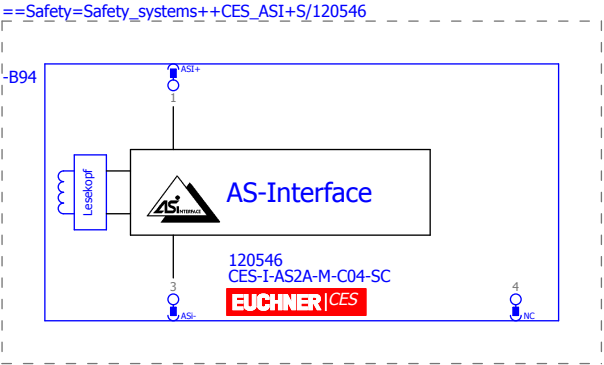 ==Safety=Safety_systems++CES_ASI+S/120546
-B94
ASI+
1
Lesekopf
ASi
INTERFACE
AS-Interface
120546
CES-I-AS2A-M-C04-SC
3
4
EUCHNER CES
ASi-
NC